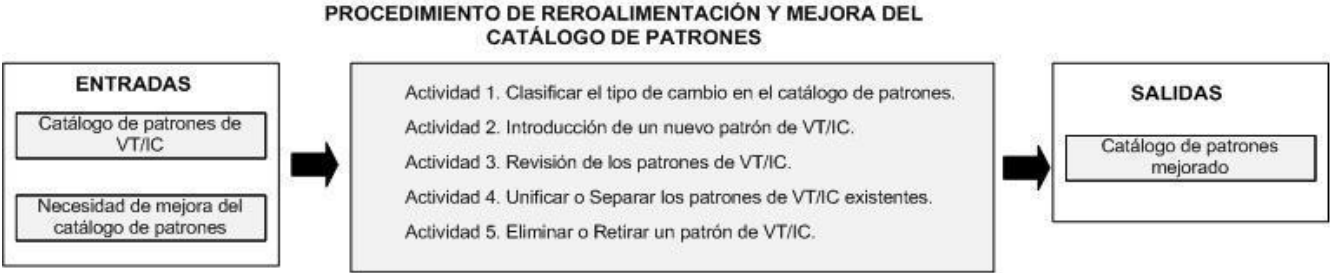 PROCEDIMIENTO DE REROALIMENTACIÓN Y MEJORA DEL
CATÁLOGO DE PATRONES
ENTRADAS
Catálogo de patrones de
VT/IC
Necesidad de mejora del
catálogo de patrones
Actividad 1. Clasificar el tipo de cambio en el catálogo de patrones.
Actividad 2. Introducción de un nuevo patrón de VT/IC.
Actividad 3. Revisión de los patrones de VT/IC.
Actividad 4. Unificar o Separar los patrones de VT/IC existentes.
Actividad 5. Eliminar o Retirar un patrón de VT/IC.
SALIDAS
Catálogo de patrones
mejorado